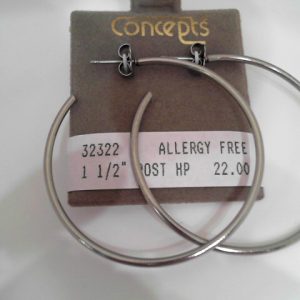 Concepts
32322 ALLERGY FREE
1 1/2" POST HP 22.00